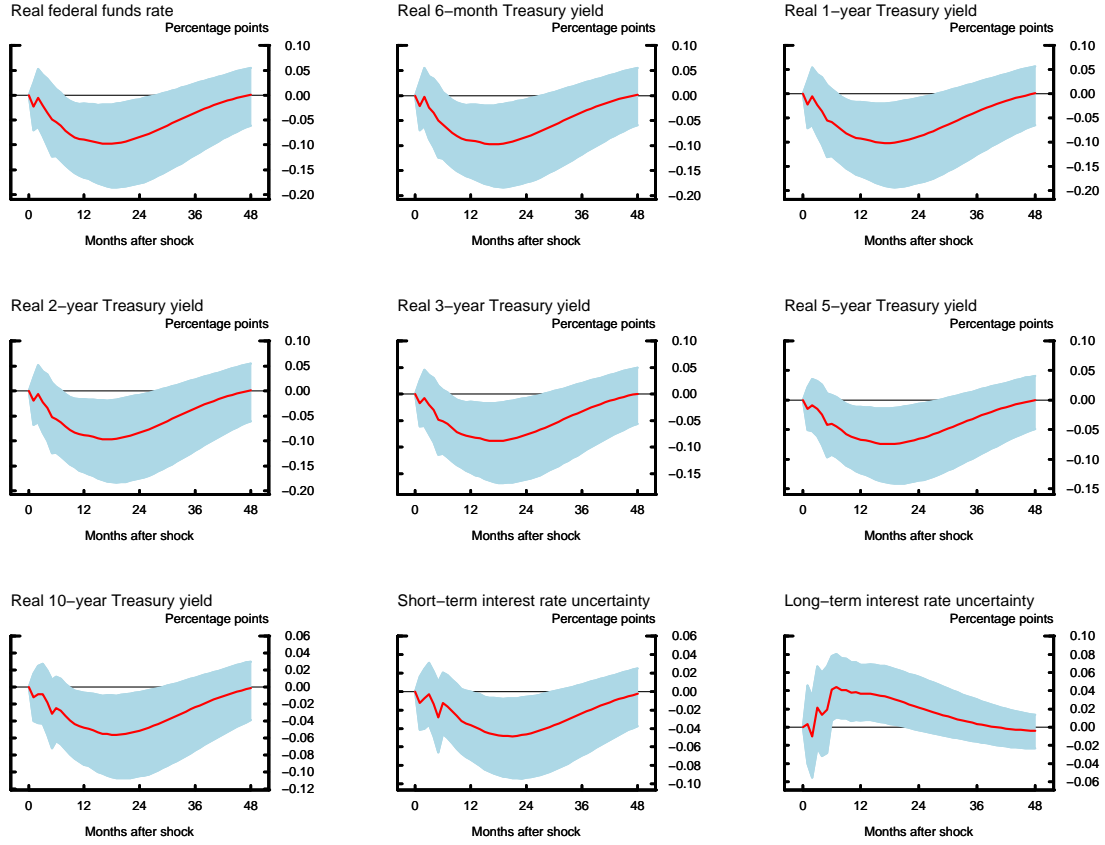 Real federal funds rate
Percentage points
0.10
0.05
0.00
−0.05
−0.10
−0.15
−0.20
0 12 24 36 48
Months after shock
Real 6−month Treasury yield
Percentage points
0.10
0.05
0.00
−0.05
−0.10
−0.15
−0.20
0 12 24 36 48
Months after shock
Real 1−year Treasury yield
Percentage points
0.10
0.05
0.00
−0.05
−0.10
−0.15
−0.20
0 12 24 36 48
Months after shock
Real 2−year Treasury yield
Percentage points
0.10
0.05
0.00
−0.05
−0.10
−0.15
−0.20
0 12 24 36 48
Months after shock
Real 3−year Treasury yield
Percentage points
0.10
0.05
0.00
−0.05
−0.10
−0.15
0 12 24 36 48
Months after shock
Real 5−year Treasury yield
Percentage points
0.10
0.05
0.00
−0.05
−0.10
−0.15
0 12 24 36 48
Months after shock
Real 10−year Treasury yield
Percentage points
0.06
0.04
0.02
0.00
−0.02
−0.04
−0.06
−0.08
−0.10
−0.12
0 12 24 36 48
Months after shock
Short−term interest rate uncertainty
Percentage points
0.06
0.04
0.02
0.00
−0.02
−0.04
−0.06
−0.08
−0.10
0 12 24 36 48
Months after shock
Long−term interest rate uncertainty
Percentage points
0.10
0.08
0.06
0.04
0.02
0.00
−0.02
−0.04
−0.06
0 12 24 36 48
Months after shock